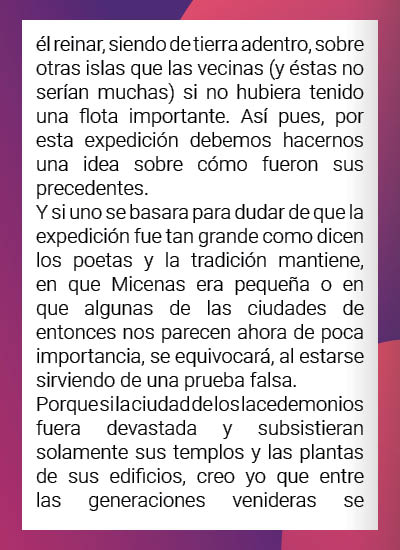 él reinar, siendo de tierra adentro, sobre
otras islas que las vecinas (y éstas no
serían muchas) si no hubiera tenido
una flota importante. Así pues, por
esta expedición debemos hacernos
una idea sobre cómo fueron sus
precedentes.
Y si uno se basara para dudar de que la
expedición fue tan grande como dicen
los poetas y la tradición mantiene,
en que Micenas era pequeña o en
que algunas de las ciudades de
entonces nos parecen ahora de poca
importancia, se equivocará, al estarse
sirviendo de una prueba falsa.
Porque si la ciudad de los lacedemonios
fuera devastada y subsistieran
solamente sus templos y las plantas
de sus edificios, creo yo que entre
las generaciones venideras se